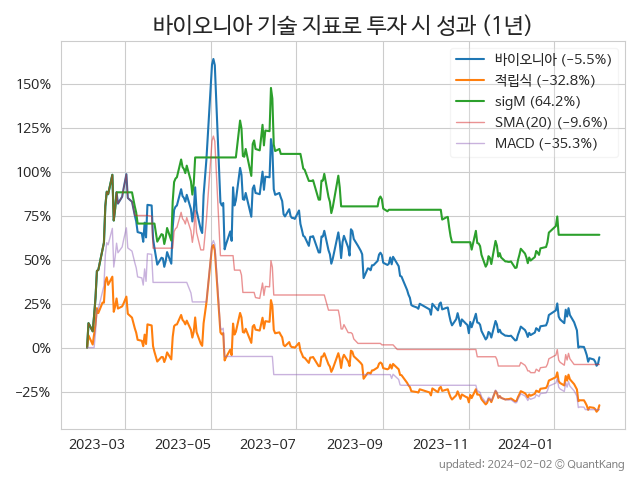 바이오니아 기술 지표로 투자 시 성과 (1년)
바이오니아 (−5.5%)
적립식 (−32.8%)
sigM (64.2%)
SMA(20) (−9.6%)
MACD (−35.3%)
150%
125%
100%
75%
50%
25%
0%
−25%
2023−03 2023−05 2023−07 2023−09 2023−11 2024−01
updated: 2024−02−02 © QuantKang